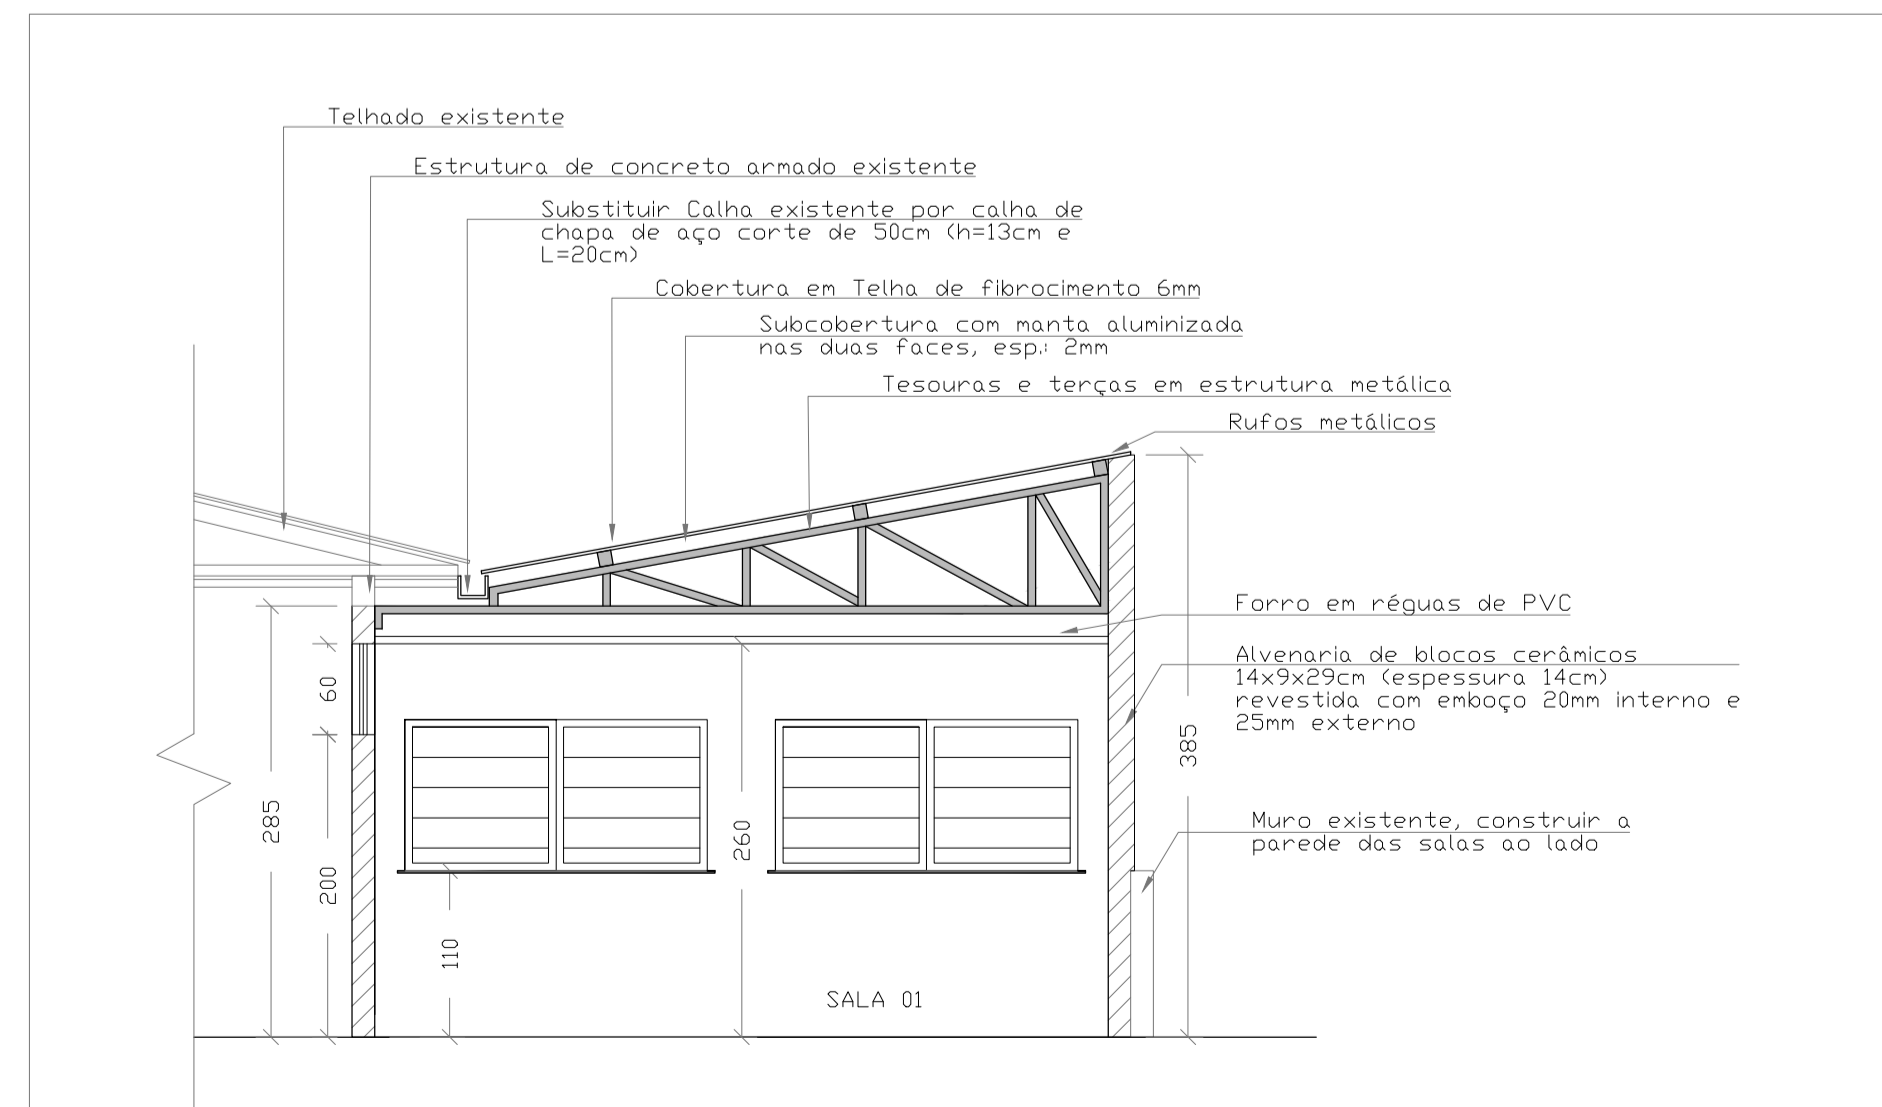 Telhado existente
Estrutura de concreto armado existente
Substituir Calha existente por calha de
chapa de aço corte de 50cm (h=13cm e
L=20cm)
Cobertura em Telha de fibrocimento 6mm
Subcobertura com manta aluminizada
nas duas faces, esp.: 2mm
Tesouras e terças em estrutura metálica
Rufos metálicos
Forro em réguas de PVC
Alvenaria de blocos cerâmicos
14x9x29cm (espessura 14cm)
revestida com emboço 20mm interno e
25mm externo
Muro existente, construir a
parede das salas ao lado
60
385
285
260
200
110
SALA 01